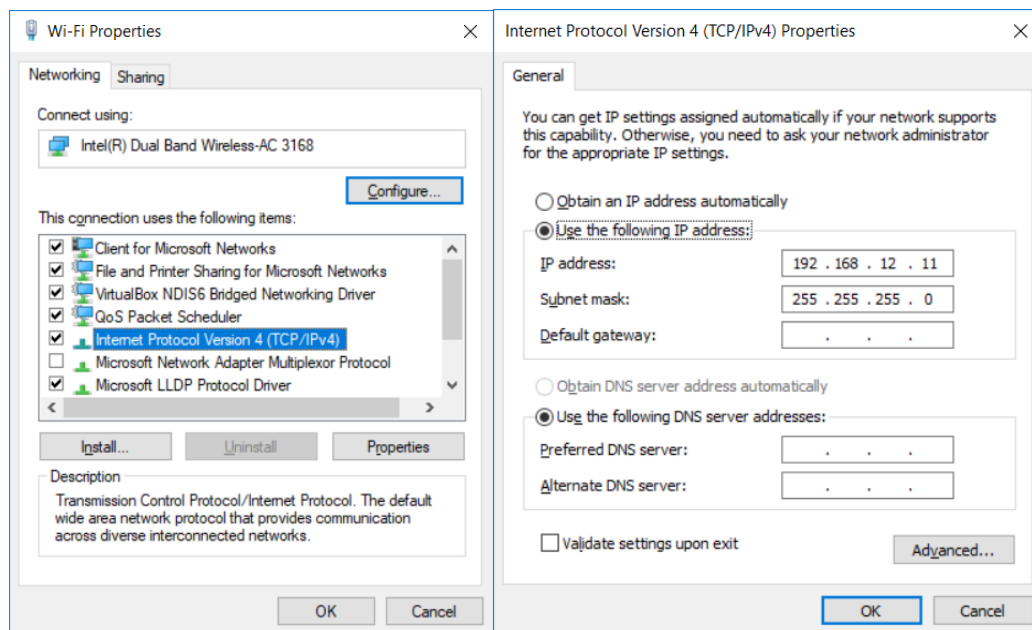 Wi-Fi Properties
Networking
Sharing
Connect using:
Intel(R) Dual Band Wireless-AC 3168
Configure...
This connection uses the following items:
Client for Microsoft Networks
File and Printer Sharing for Microsoft Networks
VirtualBox NDIS6 Bridged Networking Driver
QoS Packet Scheduler
Internet Protocol Version 4 (TCP/IPv4)
Microsoft Network Adapter Multiplexor Protocol
Microsoft LLDP Protocol Driver
Install...
Uninstall
Properties
Description
Transmission Control Protocol/Internet Protocol. The default
wide area network protocol that provides communication
across diverse interconnected networks.
OK
Cancel
Internet Protocol Version 4 (TCP/IPv4) Properties
General
You can get IP settings assigned automatically if your network supports
this capability. Otherwise, you need to ask your network administrator
for the appropriate IP settings.
Obtain an IP address automatically
Use the following IP address:
IP address: 192 . 168 . 12 . 11
Subnet mask: 255 . 255 . 255 . 0
Default gateway: . . .
Obtain DNS server address automatically
Use the following DNS server addresses:
Preferred DNS server: . . .
Alternate DNS server: . . .
Validate settings upon exit
Advanced...
OK
Cancel